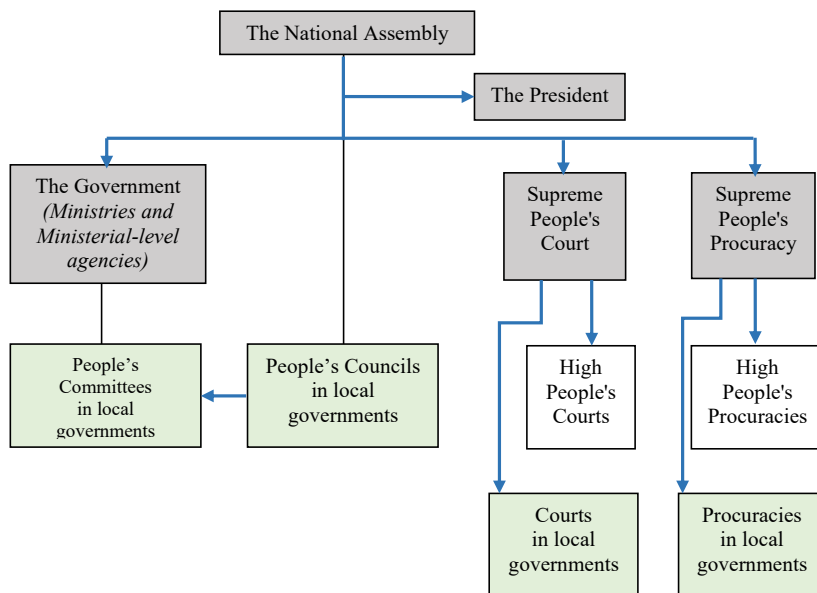 The National Assembly
The President
The Government
(Ministries and
Ministerial-level
agencies)
Supreme
People's
Court
Supreme
People's
Procuracy
People’s
Committees
in local
governments
People’s Councils
in local
governments
High
People's
Courts
High
People's
Procuracies
Courts
in local
governments
Procuracies
in local
governments